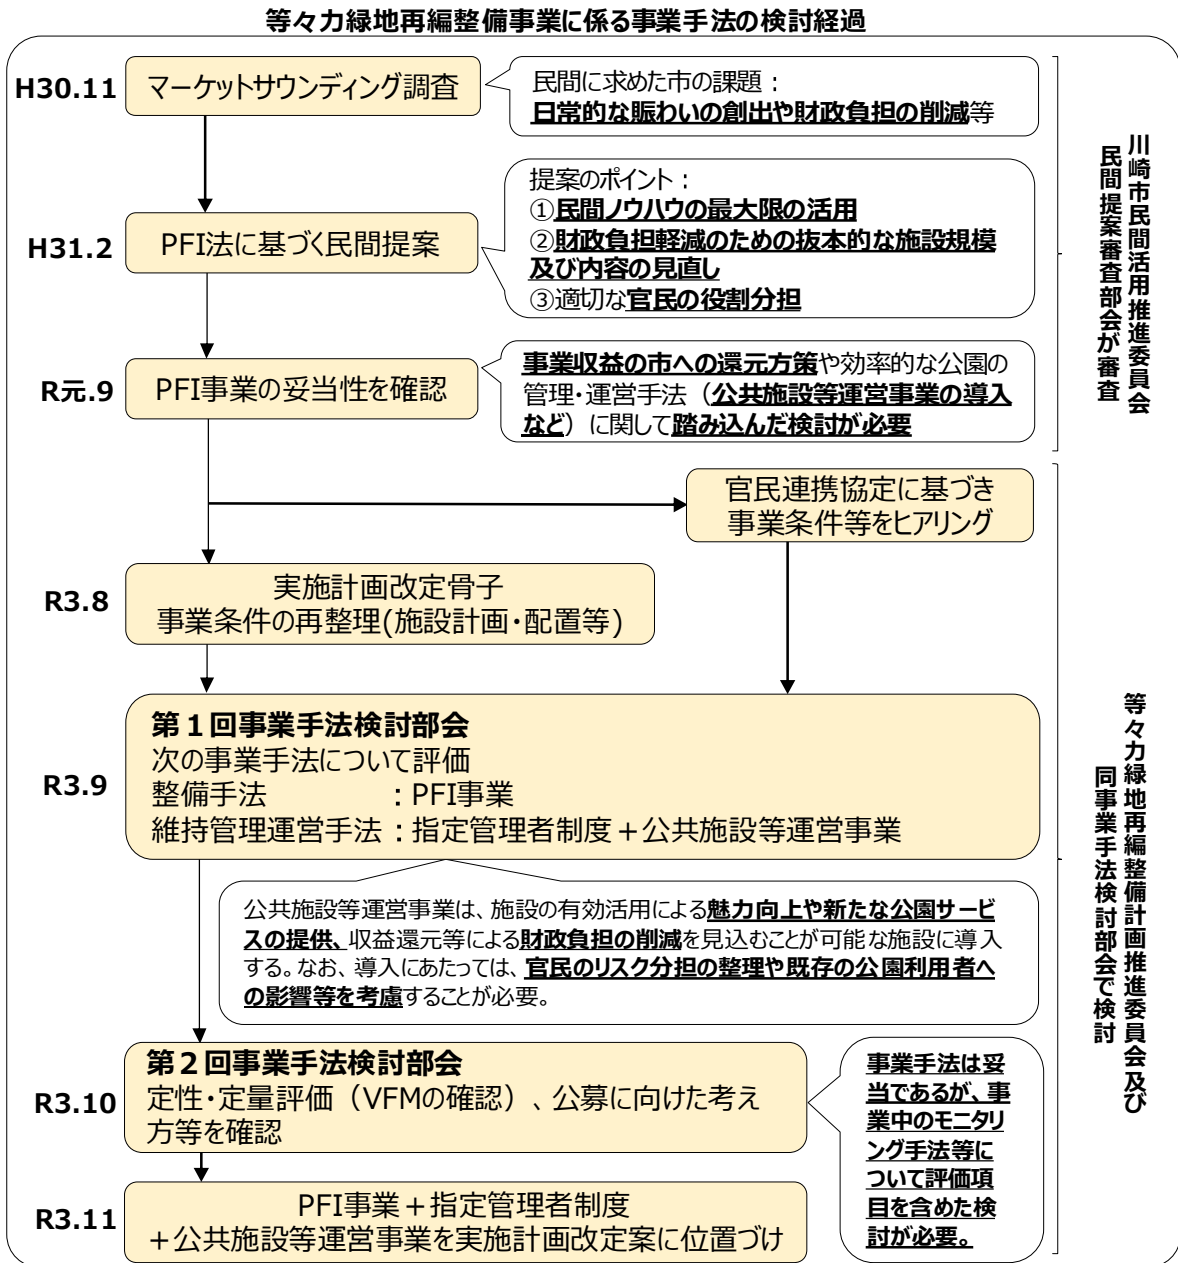 等々力緑地再編整備事業に係る事業手法の検討経過
H30.11
マーケットサウンディング調査
民間に求めた市の課題：
日常的な賑わいの創出や財政負担の削減等
H31.2
PFI法に基づく民間提案
提案のポイント：
①民間ノウハウの最大限の活用
②財政負担軽減のための抜本的な施設規模
及び内容の見直し
③適切な官民の役割分担
R元.9
PFI事業の妥当性を確認
事業収益の市への還元方策や効率的な公園の
管理・運営手法（公共施設等運営事業の導入
など）に関して踏み込んだ検討が必要
川崎市民間活用推進委員会
民間提案審査部会が審査
官民連携協定に基づき
事業条件等をヒアリング
R3.8
実施計画改定骨子
事業条件の再整理(施設計画・配置等)
R3.9
第１回事業手法検討部会
次の事業手法について評価
整備手法　　　　：PFI事業
維持管理運営手法：指定管理者制度＋公共施設等運営事業
公共施設等運営事業は、施設の有効活用による魅力向上や新たな公園サービ
スの提供、収益還元等による財政負担の削減を見込むことが可能な施設に導入
する。なお、導入にあたっては、官民のリスク分担の整理や既存の公園利用者へ
の影響等を考慮することが必要。
R3.10
第２回事業手法検討部会
定性・定量評価（VFMの確認）、公募に向けた考え
方等を確認
事業手法は妥
当であるが、事
業中のモニタリ
ング手法等に
ついて評価項
目を含めた検
討が必要。
R3.11
PFI事業＋指定管理者制度
＋公共施設等運営事業を実施計画改定案に位置づけ
等々力緑地再編整備計画推進委員会及び
同事業手法検討部会で検討